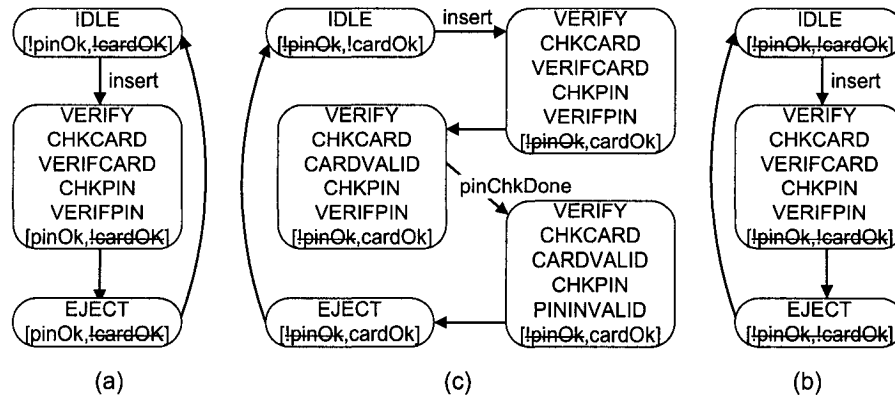 IDLE
[!pinOk,!cardOK]
insert
VERIFY
CHKCARD
VERIFCARD
CHKPIN
VERIFPIN
[pinOk,!cardOK]
EJECT
[pinOk,!cardOK]
(a)
IDLE
[!pinOk,!cardOk]
insert
VERIFY
CHKCARD
VERIFCARD
CHKPIN
VERIFPIN
[!pinOk,cardOk]
VERIFY
CHKCARD
CARDVALID
CHKPIN
VERIFPIN
[!pinOk,cardOk]
pinChkDone
VERIFY
CHKCARD
CARDVALID
CHKPIN
PININVALID
[!pinOk,cardOk]
EJECT
[!pinOk,cardOk]
(c)
IDLE
[!pinOk,!cardOk]
insert
VERIFY
CHKCARD
VERIFCARD
CHKPIN
VERIFPIN
[!pinOk,!cardOk]
EJECT
[!pinOk,!cardOk]
(b)